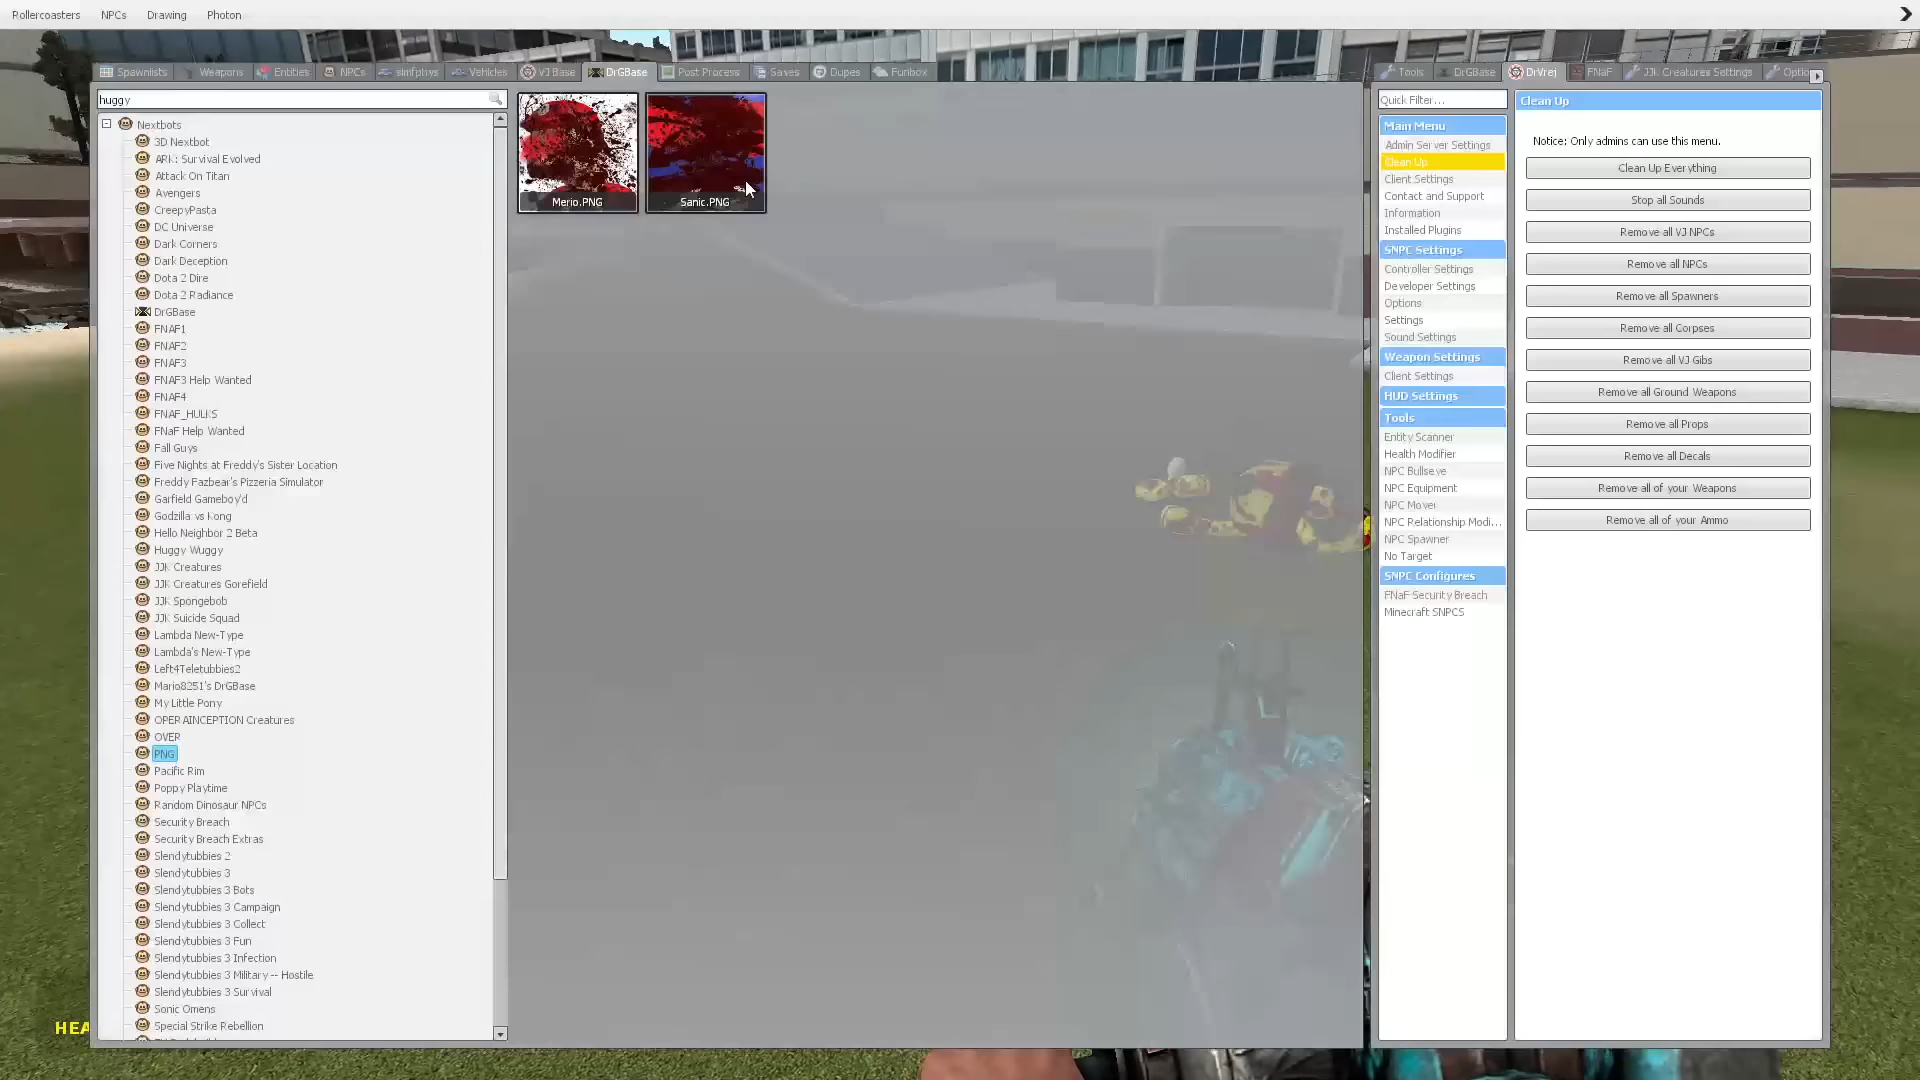 Rollercoasters NPCs Drawing Photon
Spawnlists Weapons Entities NPCs simfphys Vehicles VJ Base DrGBase Post Process Saves Dupes Funbox
Tools DrGBase DrVrej FNaF JJK Creatures Settings
huggy
Nextbots
3D Nextbot
ARK: Survival Evolved
Attack On Titan
Avengers
CreepyPasta
DC Universe
Dark Corners
Dark Deception
Dota 2 Dire
Dota 2 Radiance
DrGBase
FNAF1
FNAF2
FNAF3
FNAF3 Help Wanted
FNAF4
FNAF_HULKS
FNaF Help Wanted
Fall Guys
Five Nights at Freddy's Sister Location
Freddy Fazbear's Pizzeria Simulator
Garfield Gameboy'd
Godzilla vs Kong
Hello Neighbor 2 Beta
Huggy Wuggy
JJK Creatures
JJK Creatures Gorefield
JJK Spongebob
JJK Suicide Squad
Lambda New-Type
Lambda's New-Type
Left4Teletubbies2
Mario8251's DrGBase
My Little Pony
OPERAINCEPTION Creatures
OVER
PNG
Pacific Rim
Poppy Playtime
Random Dinosaur NPCs
Security Breach
Security Breach Extras
Slendytubbies 2
Slendytubbies 3
Slendytubbies 3 Bots
Slendytubbies 3 Campaign
Slendytubbies 3 Collect
Slendytubbies 3 Fun
Slendytubbies 3 Infection
Slendytubbies 3 Military -- Hostile
Slendytubbies 3 Survival
Sonic Omens
Special Strike Rebellion
Merio.PNG
Sanic.PNG
Quick Filter...
Main Menu
Admin Server Settings
Clean Up
Client Settings
Contact and Support
Information
Installed Plugins
SNPC Settings
Controller Settings
Developer Settings
Options
Settings
Sound Settings
Weapon Settings
Client Settings
HUD Settings
Tools
Entity Scanner
Health Modifier
NPC Bullseye
NPC Equipment
NPC Mover
NPC Relationship Modi...
NPC Spawner
No Target
SNPC Configures
FNaF Security Breach
Minecraft SNPCS
Clean Up
Notice: Only admins can use this menu.
Clean Up Everything
Stop all Sounds
Remove all VJ NPCs
Remove all NPCs
Remove all Spawners
Remove all Corpses
Remove all VJ Gibs
Remove all Ground Weapons
Remove all Props
Remove all Decals
Remove all of your Weapons
Remove all of your Ammo
HEA